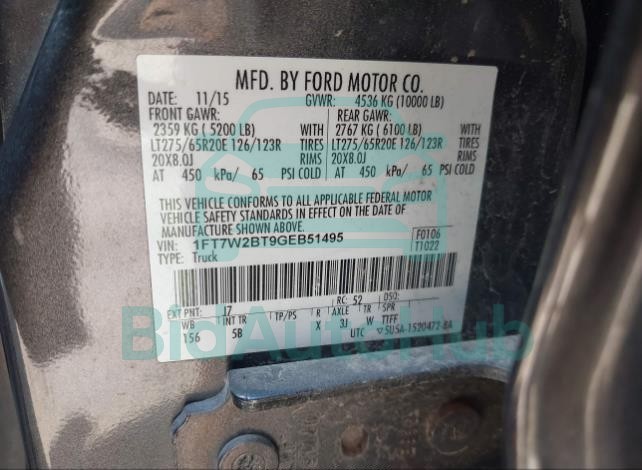 MFD. BY FORD MOTOR CO.
DATE: 11/15 GVWR: 4536 KG (10000 LB)
FRONT GAWR: REAR GAWR:
2359 KG (5200 LB) WITH 2767 KG (6100 LB) WITH
LT275/65R20E 126/123R TIRES LT275/65R20E 126/123R TIRES
20X8.0J RIMS 20X8.0J RIMS
AT 450 kPa/ 65 PSI COLD AT 450 kPa/ 65 PSI COLD
THIS VEHICLE CONFORMS TO ALL APPLICABLE FEDERAL MOTOR
VEHICLE SAFETY STANDARDS IN EFFECT ON THE DATE OF
MANUFACTURE SHOWN ABOVE.
VIN: 1FT7W2BT9GEB51495 F0106
TYPE: Truck T1022
EXT PNT: J7 RC: 52 DSO:
WB INT TR TP/PS R AXLE TR SPR
156 5B X 3J W TTFF
UTC
BidAutoHub